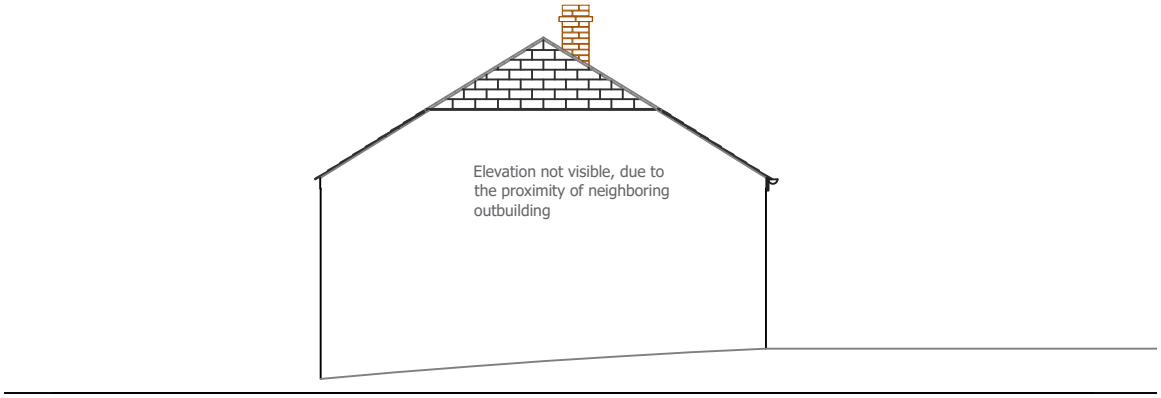 Elevation not visible, due to
the proximity of neighboring
outbuilding